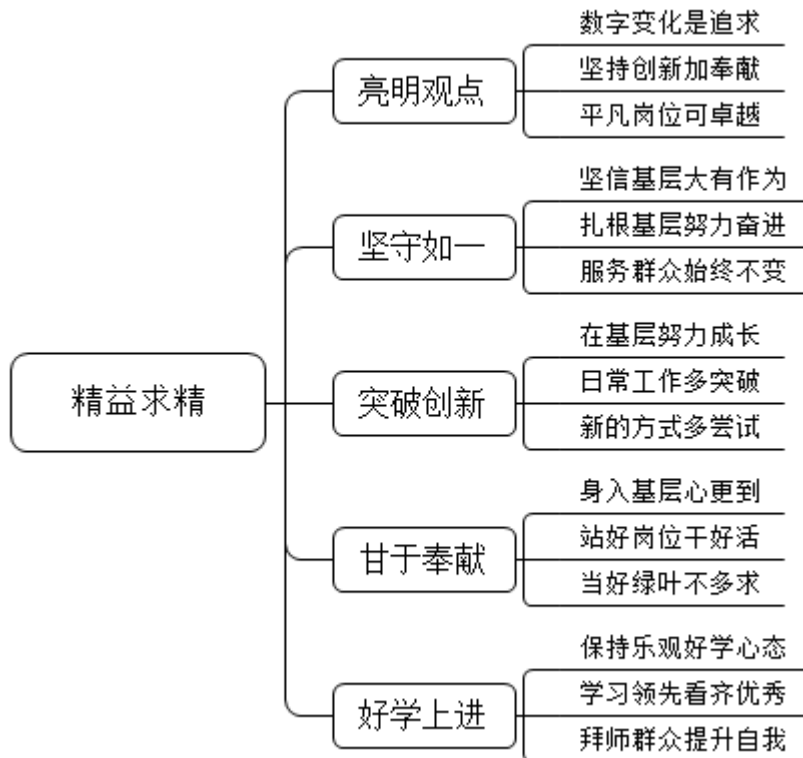 精益求精
亮明观点
数字变化是追求
坚持创新加奉献
平凡岗位可卓越
坚守如一
坚信基层大有作为
扎根基层努力奋进
服务群众始终不变
突破创新
在基层努力成长
日常工作多突破
新的方式多尝试
甘于奉献
身入基层心更到
站好岗位干好活
当好绿叶不多求
好学上进
保持乐观好学心态
学习领先看齐优秀
拜师群众提升自我